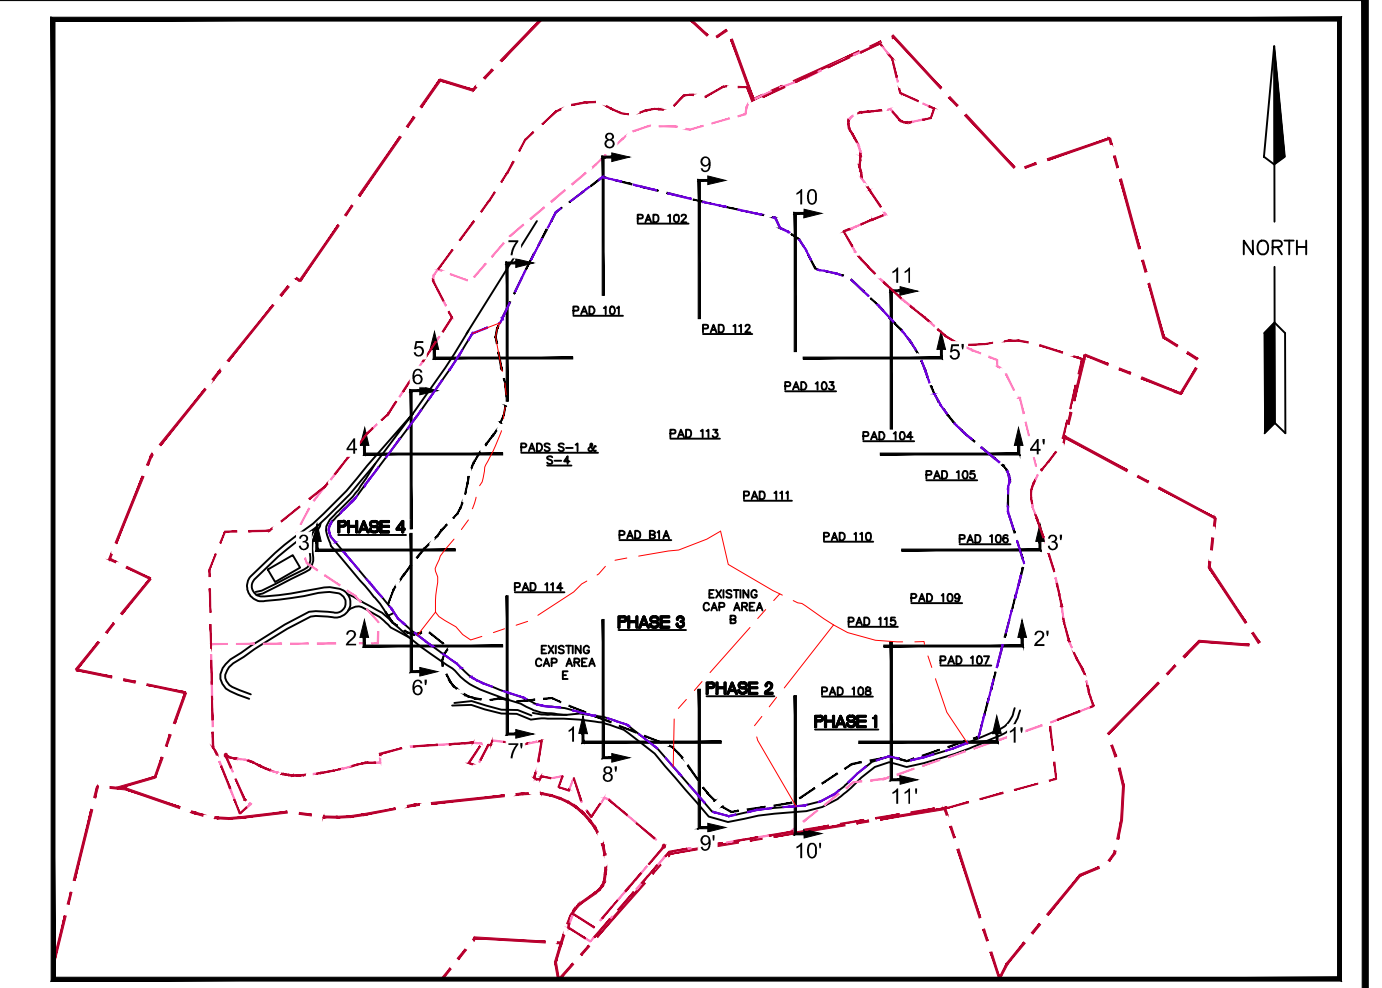 8
9
PAD 102
10
7
NORTH
11
PAD 101
PAD 112
5
5'
6
PAD 103
4
PADS S-1 &
S-4
PAD 113
PAD 104
4'
PAD 105
PAD 111
PHASE 4
3
PAD B1A
PAD 110
PAD 106
3'
PAD 114
EXISTING
CAP AREA
B
PAD 109
2
PHASE 3
PAD 115
2'
EXISTING
CAP AREA
E
PAD 107
6'
PHASE 2
PAD 108
PHASE 1
7'
1
1'
8'
11'
9'
10'